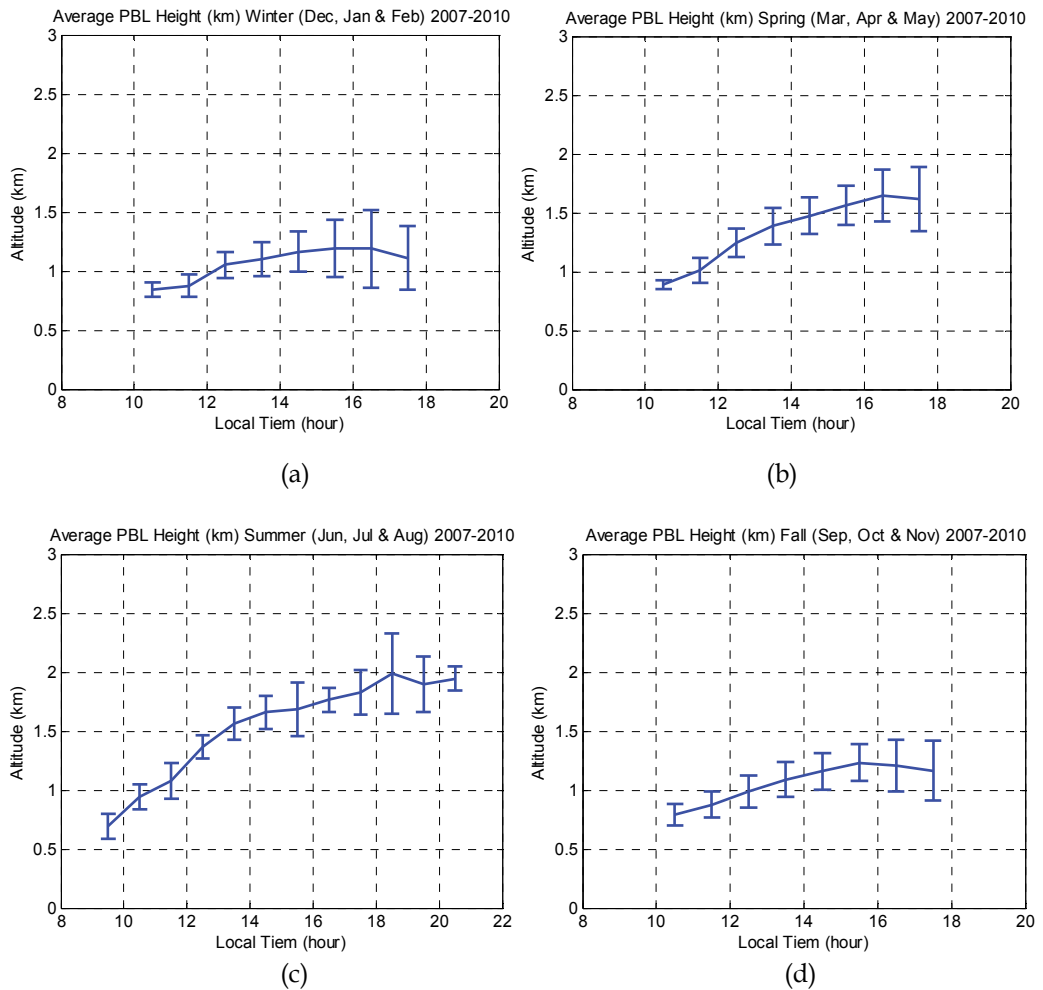 Average PBL Height (km) Winter (Dec, Jan & Feb) 2007-2010
3
2.5
2
1.5
1
0.5
0
Altitude (km)
8 10 12 14 16 18 20
Local Tiem (hour)
(a)
Average PBL Height (km) Spring (Mar, Apr & May) 2007-2010
3
2.5
2
1.5
1
0.5
0
Altitude (km)
8 10 12 14 16 18 20
Local Tiem (hour)
(b)
Average PBL Height (km) Summer (Jun, Jul & Aug) 2007-2010
3
2.5
2
1.5
1
0.5
0
Altitude (km)
8 10 12 14 16 18 20 22
Local Tiem (hour)
(c)
Average PBL Height (km) Fall (Sep, Oct & Nov) 2007-2010
3
2.5
2
1.5
1
0.5
0
Altitude (km)
8 10 12 14 16 18 20
Local Tiem (hour)
(d)